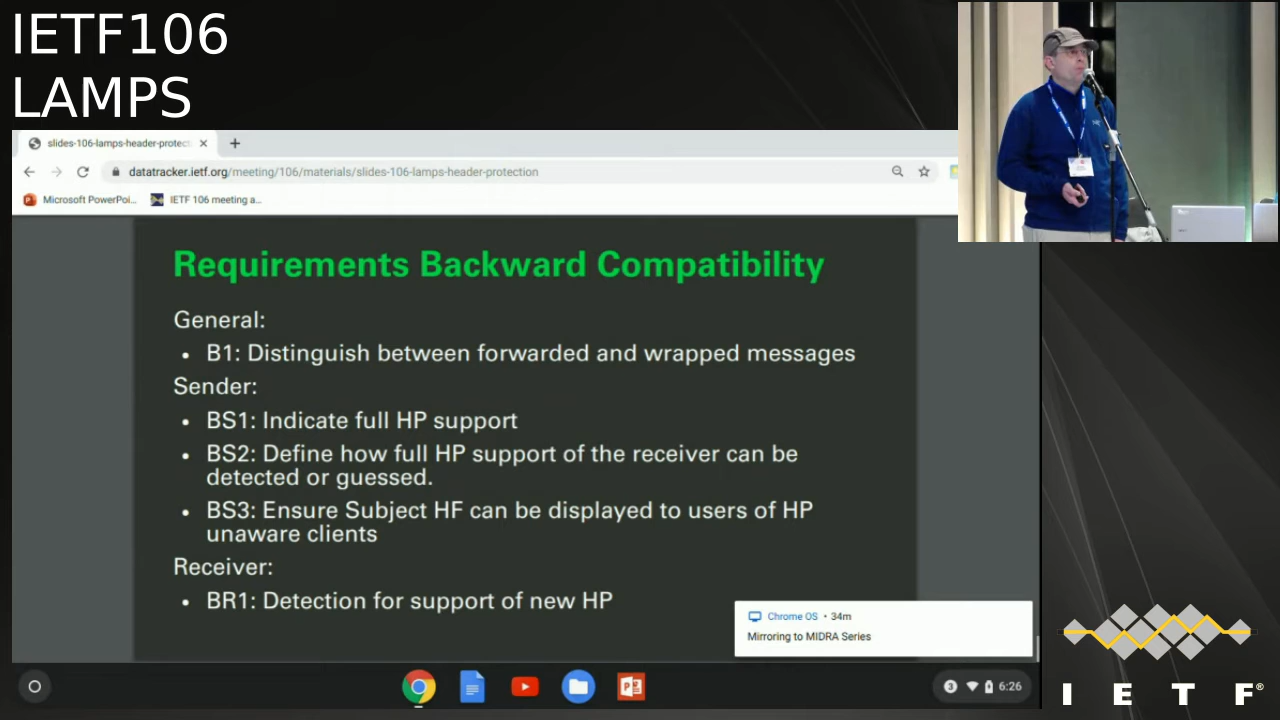 IETF106
LAMPS
slides-106-lamps-header-protect
datatracker.ietf.org/meeting/106/materials/slides-106-lamps-header-protection
Microsoft PowerPoi...
IETF 106 meeting a...
Requirements Backward Compatibility
General:
• B1: Distinguish between forwarded and wrapped messages
Sender:
• BS1: Indicate full HP support
• BS2: Define how full HP support of the receiver can be
detected or guessed.
• BS3: Ensure Subject HF can be displayed to users of HP
unaware clients
Receiver:
• BR1: Detection for support of new HP
Chrome OS • 34m
Mirroring to MIDRA Series
3 6:26
I E T F®